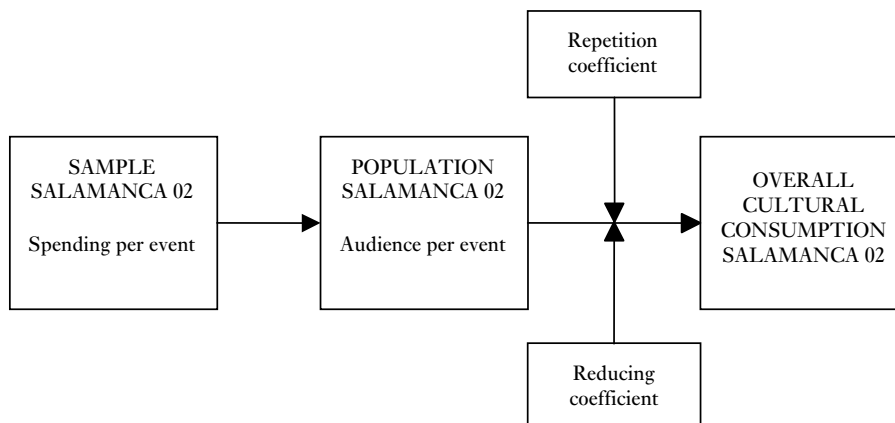 Repetition
coefficient
SAMPLE
SALAMANCA 02
Spending per event
POPULATION
SALAMANCA 02
Audience per event
OVERALL
CULTURAL
CONSUMPTION
SALAMANCA 02
Reducing
coefficient